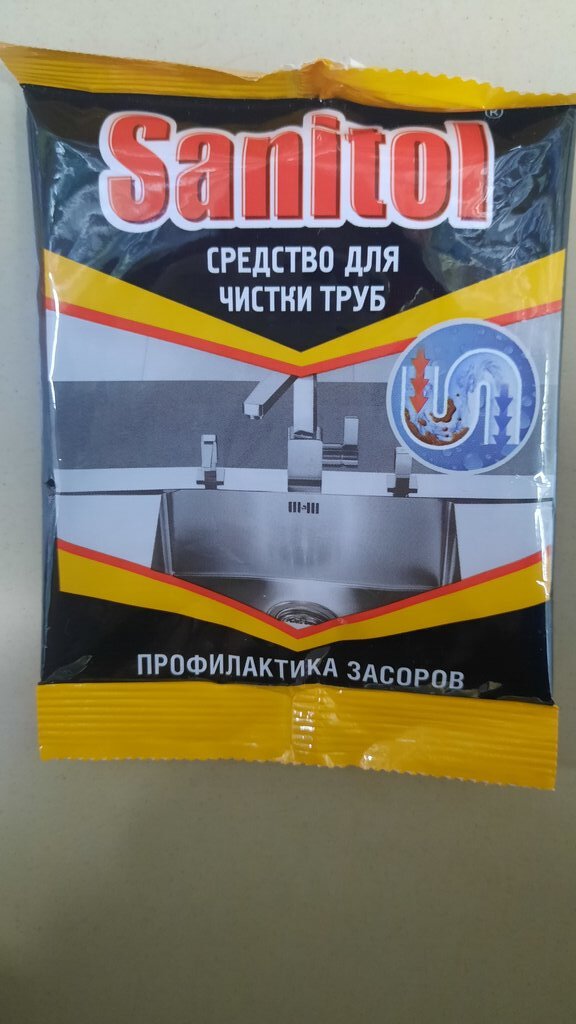 Sanitol®
СРЕДСТВО ДЛЯ
ЧИСТКИ ТРУБ
ПРОФИЛАКТИКА ЗАСОРОВ